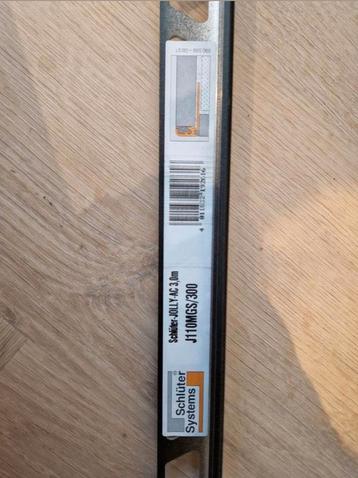 Schlüter-JOLLY-AC 3,0m
J110MGS/300
Schlüter
Systems